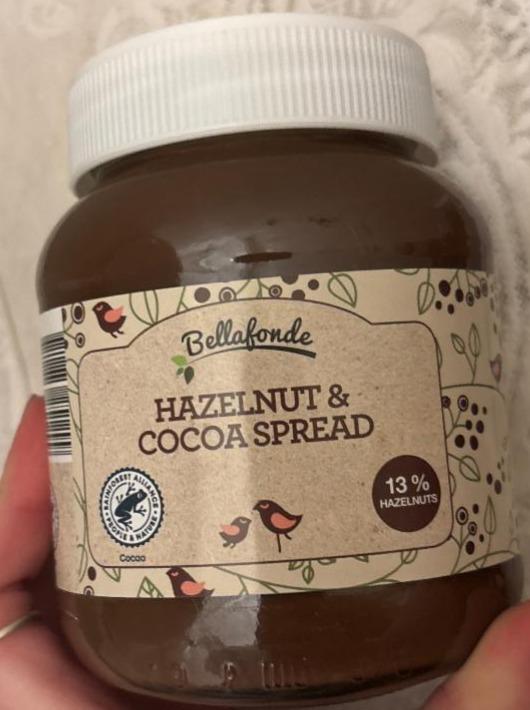 Bellafonde
HAZELNUT &
COCOA SPREAD
13 %
HAZELNUTS
RAINFOREST ALLIANCE
• PEOPLE & NATURE •
Cocoa